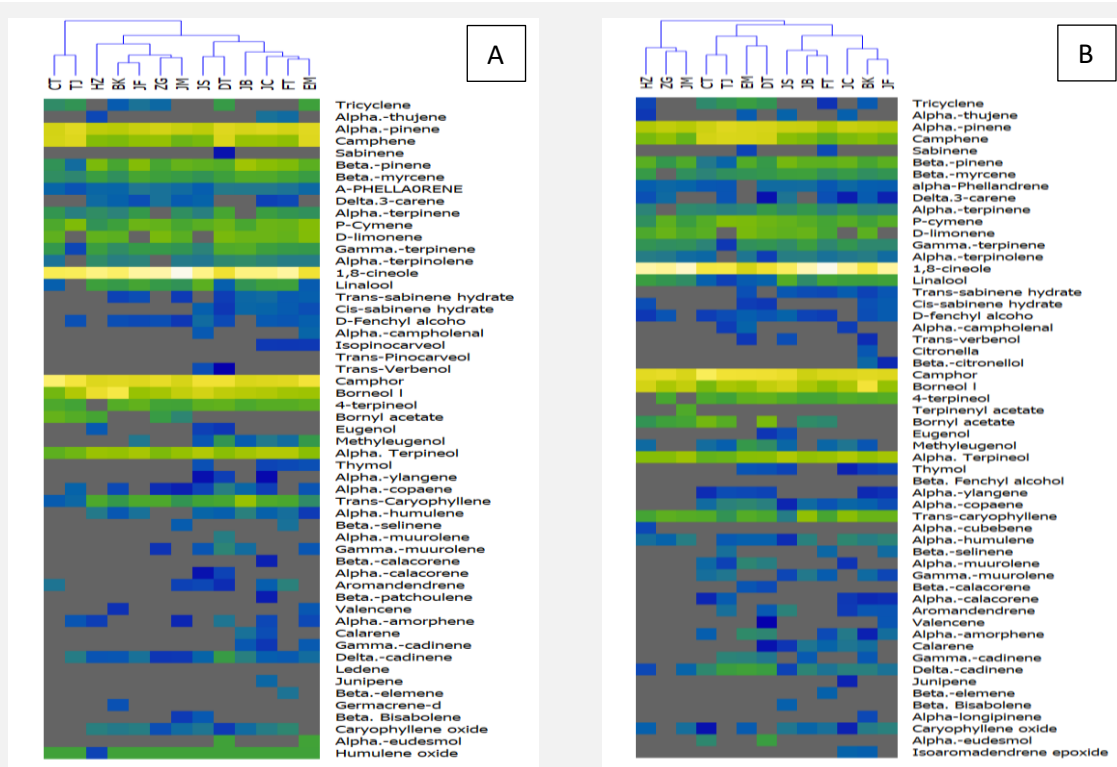 A
CT TJ HZ BK JF ZG JM JS DT JB JC FT EM
Tricyclene
Alpha.-thujene
Alpha.-pinene
Camphene
Sabinene
Beta.-pinene
Beta.-myrcene
A-PHELLA0RENE
Delta.3-carene
Alpha.-terpinene
P-Cymene
D-limonene
Gamma.-terpinene
Alpha.-terpinolene
1,8-cineole
Linalool
Trans-sabinene hydrate
Cis-sabinene hydrate
D-Fenchyl alcoho
Alpha.-campholenal
Isopinocarveol
Trans-Pinocarveol
Trans-Verbenol
Camphor
Borneol l
4-terpineol
Bornyl acetate
Eugenol
Methyleugenol
Alpha. Terpineol
Thymol
Alpha.-ylangene
Alpha.-copaene
Trans-Caryophyllene
Alpha.-humulene
Beta.-selinene
Alpha.-muurolene
Gamma.-muurolene
Beta.-calacorene
Alpha.-calacorene
Aromandendrene
Beta.-patchoulene
Valencene
Alpha.-amorphene
Calarene
Gamma.-cadinene
Delta.-cadinene
Ledene
Junipene
Beta.-elemene
Germacrene-d
Beta. Bisabolene
Caryophyllene oxide
Alpha.-eudesmol
Humulene oxide
B
HZ ZG JM CT TJ EM DT JS JB FT JC BK JF
Tricyclene
Alpha.-thujene
Alpha.-pinene
Camphene
Sabinene
Beta.-pinene
Beta.-myrcene
alpha-Phellandrene
Delta.3-carene
Alpha.-terpinene
P-cymene
D-limonene
Gamma.-terpinene
Alpha.-terpinolene
1,8-cineole
Linalool
Trans-sabinene hydrate
Cis-sabinene hydrate
D-fenchyl alcoho
Alpha.-campholenal
Trans-verbenol
Citronella
Beta.-citronellol
Camphor
Borneol l
4-terpineol
Terpinenyl acetate
Bornyl acetate
Eugenol
Methyleugenol
Alpha. Terpineol
Thymol
Beta. Fenchyl alcohol
Alpha.-ylangene
Alpha.-copaene
Trans-caryophyllene
Alpha.-cubebene
Alpha.-humulene
Beta.-selinene
Alpha.-muurolene
Gamma.-muurolene
Beta.-calacorene
Alpha.-calacorene
Aromandendrene
Valencene
Alpha.-amorphene
Calarene
Gamma.-cadinene
Delta.-cadinene
Junipene
Beta.-elemene
Beta. Bisabolene
Alpha-longipinene
Caryophyllene oxide
Alpha.-eudesmol
Isoaromadendrene epoxide